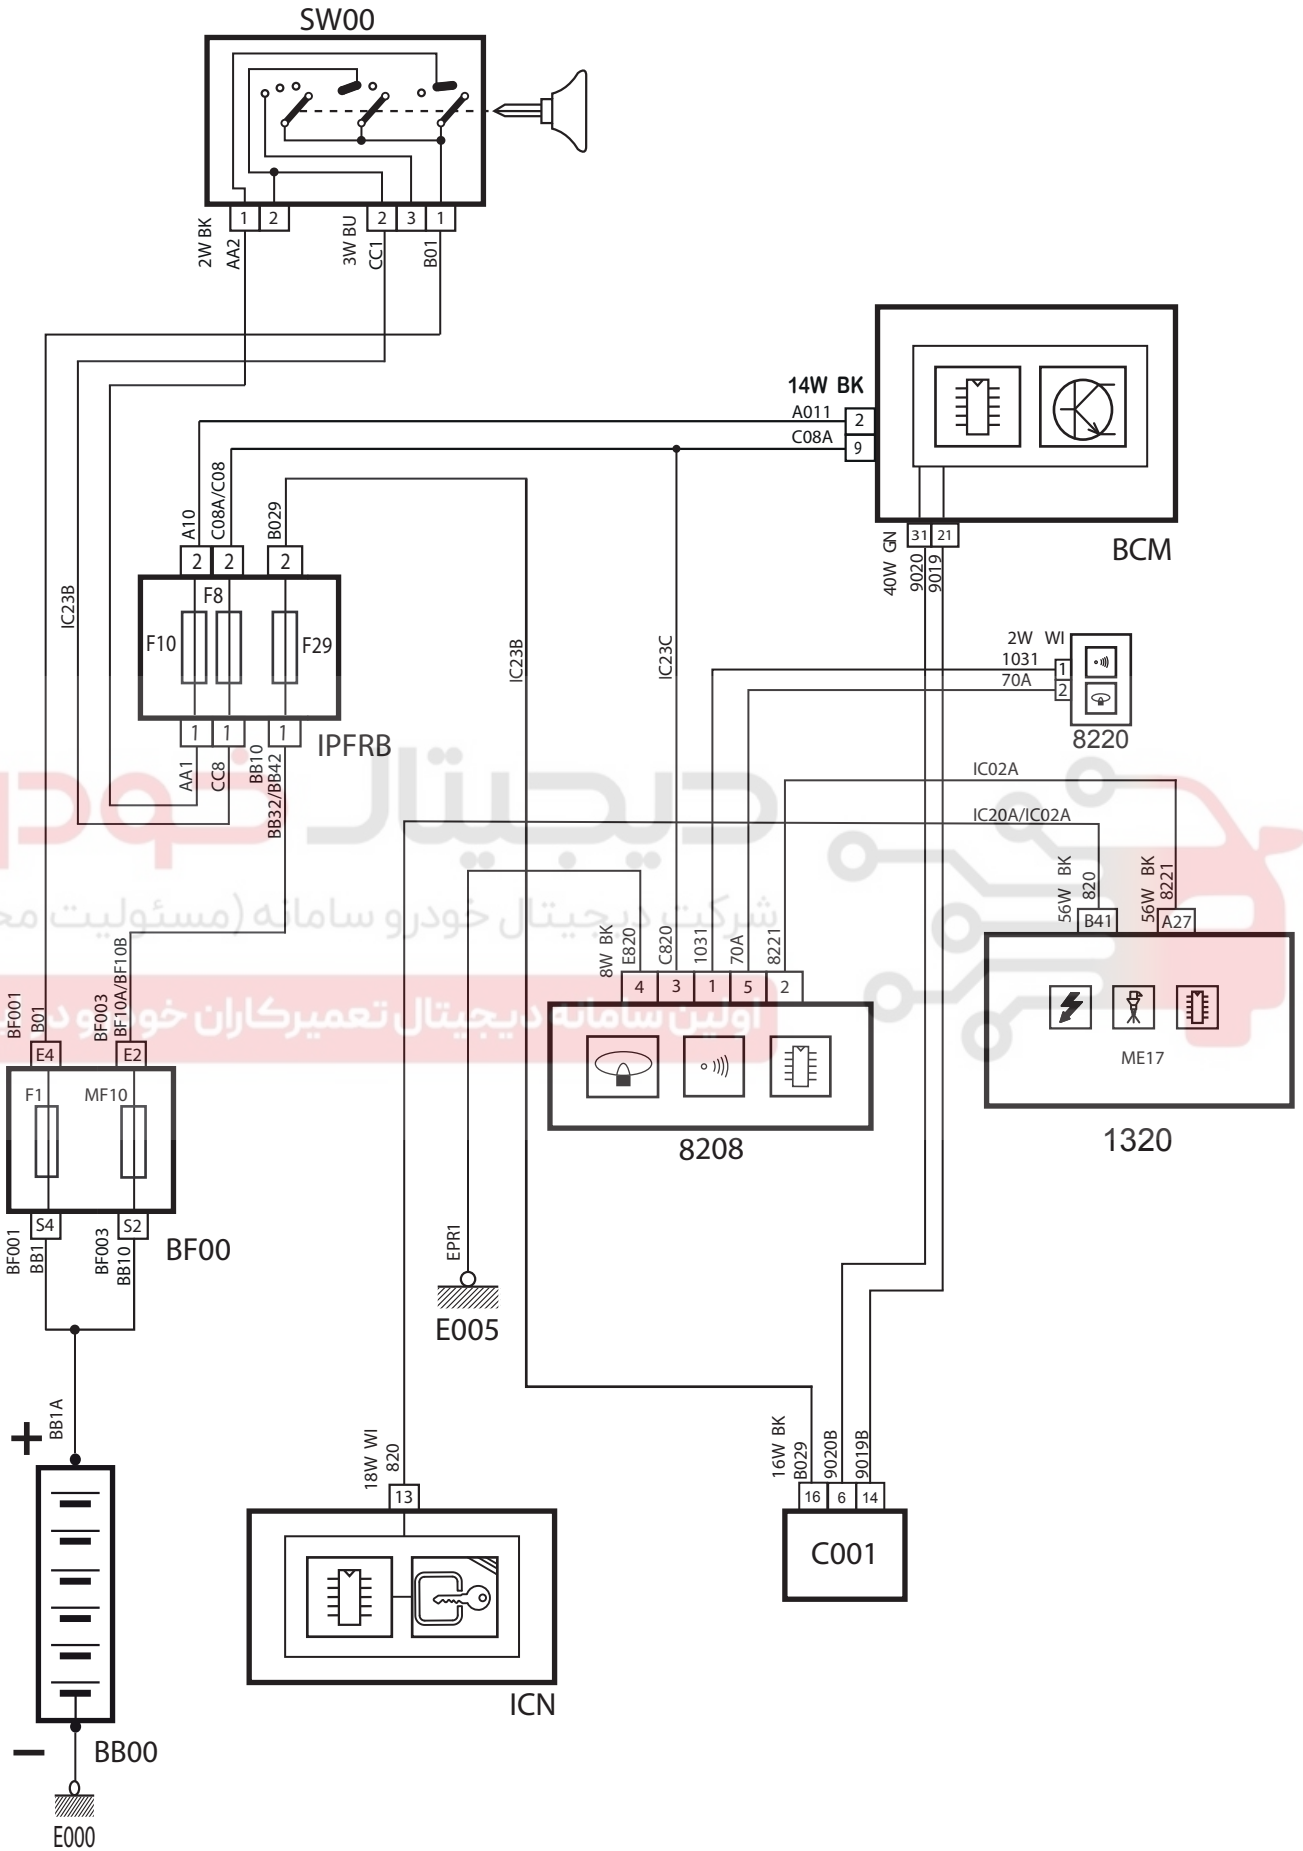 SW00
1
2
2
3
1
2W BK
AA2
3W BU
CC1
B01
14W BK
A011
2
C08A
9
BCM
31
21
40W GN
9020
9019
IC23B
A10
C08A/C08
B029
2
2
2
F8
F10
F29
1
1
1
IPFRB
AA1
CC8
BB10
BB32/BB42
IC23B
IC23C
2W WI
1031
1
70A
2
8220
IC02A
IC20A/IC02A
دیجیتال خودرو
شرکت دیجیتال خودرو سامانه (مسئولیت
اولین سامانه دیجیتال تعمیرکاران خودرو
56W BK
820
56W BK
8221
B41
A27
ME17
1320
8W BK
E820
C820
1031
70A
8221
4
3
1
5
2
8208
BF001
B01
BF003
BF10A/BF10B
E4
E2
F1
MF10
S4
S2
BF001
BB1
BF003
BB10
BF00
EPR1
E005
BB1A
+
18W WI
820
13
ICN
16W BK
B029
9020B
9019B
16
6
14
C001
–
BB00
E000